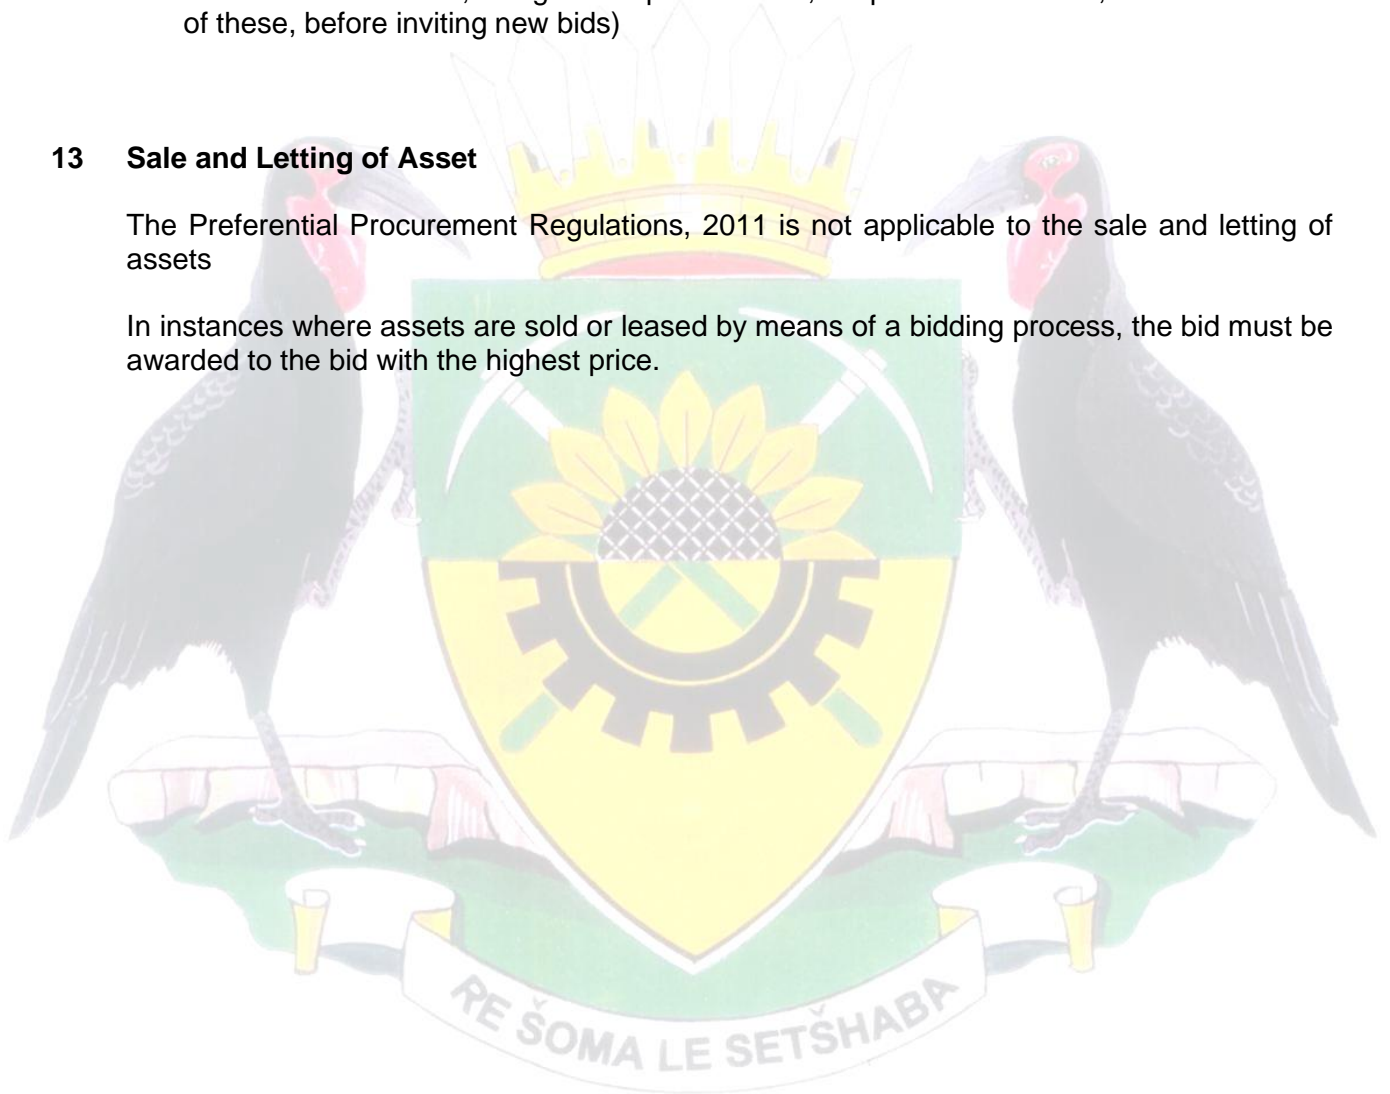 of these, before inviting new bids)
13 Sale and Letting of Asset
The Preferential Procurement Regulations, 2011 is not applicable to the sale and letting of
assets
In instances where assets are sold or leased by means of a bidding process, the bid must be
awarded to the bid with the highest price.
RE ŠOMA LE SETŠHABA